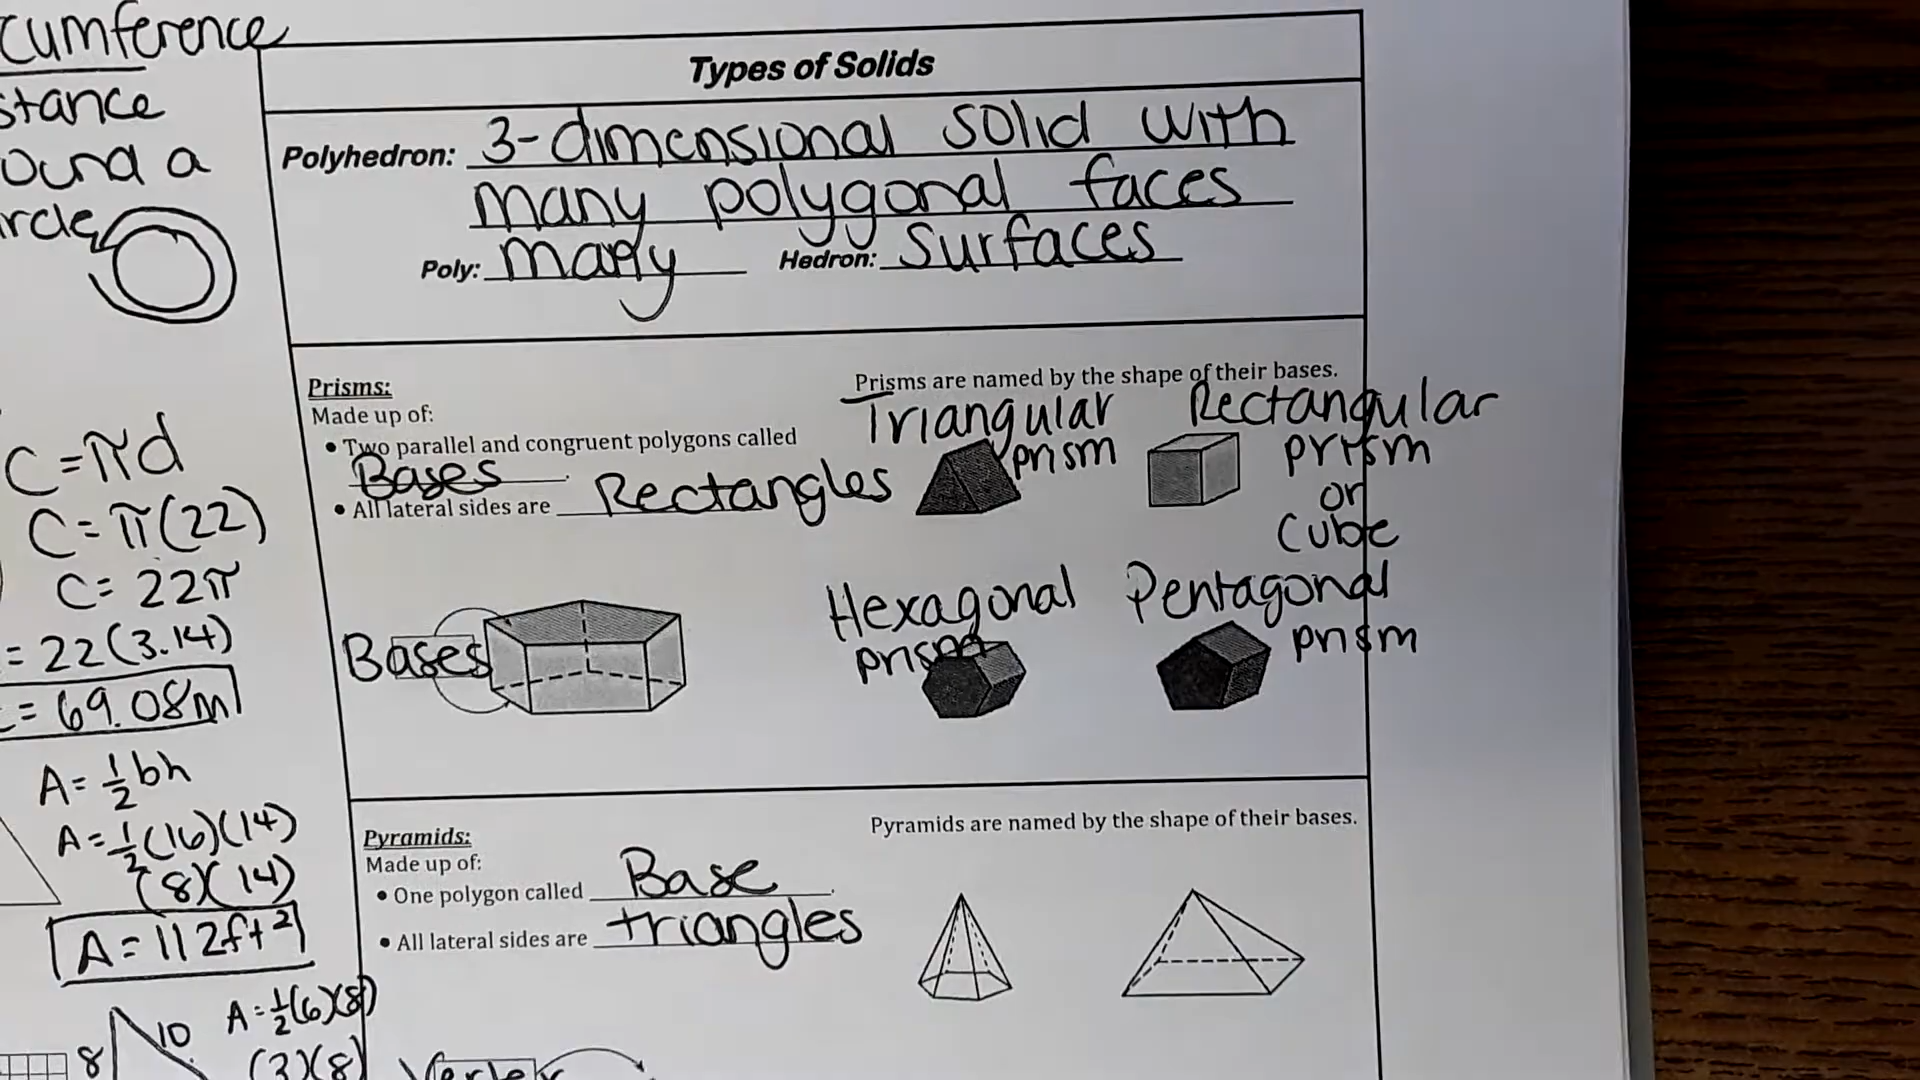 cumference
stance
ound a
ircle
C = πd
C = π(22)
C = 22π
= 22(3.14)
= 69.08m
A = 1/2 bh
A = 1/2 (16)(14)
(8)(14)
A = 112ft²
A = 1/2 (6)(8)
(3)(8)
10
8
Types of Solids
Polyhedron: 3-dimensional solid with
many polygonal faces
Poly: many Hedron: surfaces
Prisms:
Made up of:
• Two parallel and congruent polygons called
Bases.
• All lateral sides are Rectangles
Bases
Prisms are named by the shape of their bases.
Triangular
prism
Rectangular
prism
or
Cube
Hexagonal
prism
Pentagonal
prism
Pyramids:
Made up of:
• One polygon called Base.
• All lateral sides are triangles
Pyramids are named by the shape of their bases.
Vertex